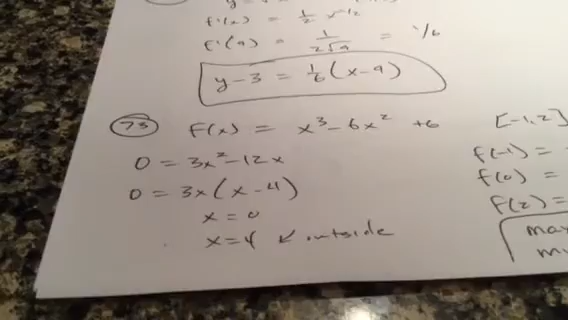 f'(x) = 1/2 x^-1/2
f'(9) = 1/(2√9) = 1/6
y-3 = 1/6 (x-9)
73 f(x) = x³-6x² +6 [-1,2]
0 = 3x²-12x f(-1) =
0 = 3x(x-4) f(0) =
x = 0 f(2) =
x=4 ↙ outside
max